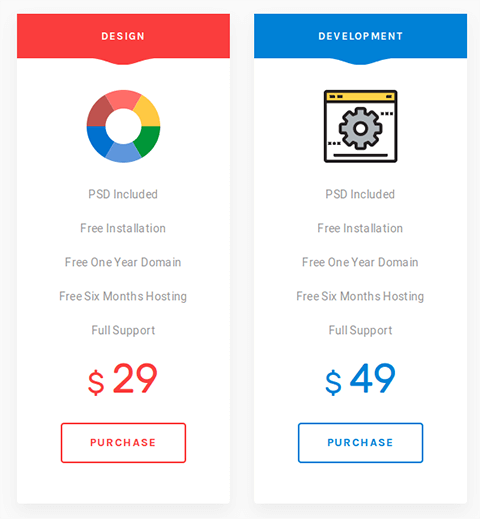 DESIGN
PSD Included
Free Installation
Free One Year Domain
Free Six Months Hosting
Full Support
$ 29
PURCHASE
DEVELOPMENT
PSD Included
Free Installation
Free One Year Domain
Free Six Months Hosting
Full Support
$ 49
PURCHASE